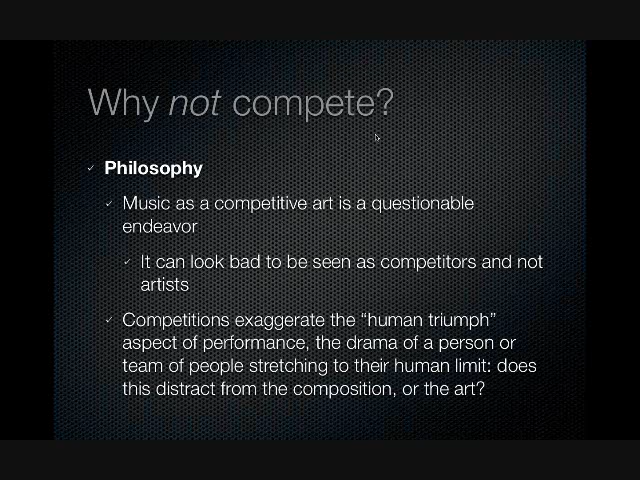 Why not compete?
Philosophy
Music as a competitive art is a questionable
endeavor
It can look bad to be seen as competitors and not
artists
Competitions exaggerate the “human triumph”
aspect of performance, the drama of a person or
team of people stretching to their human limit: does
this distract from the composition, or the art?